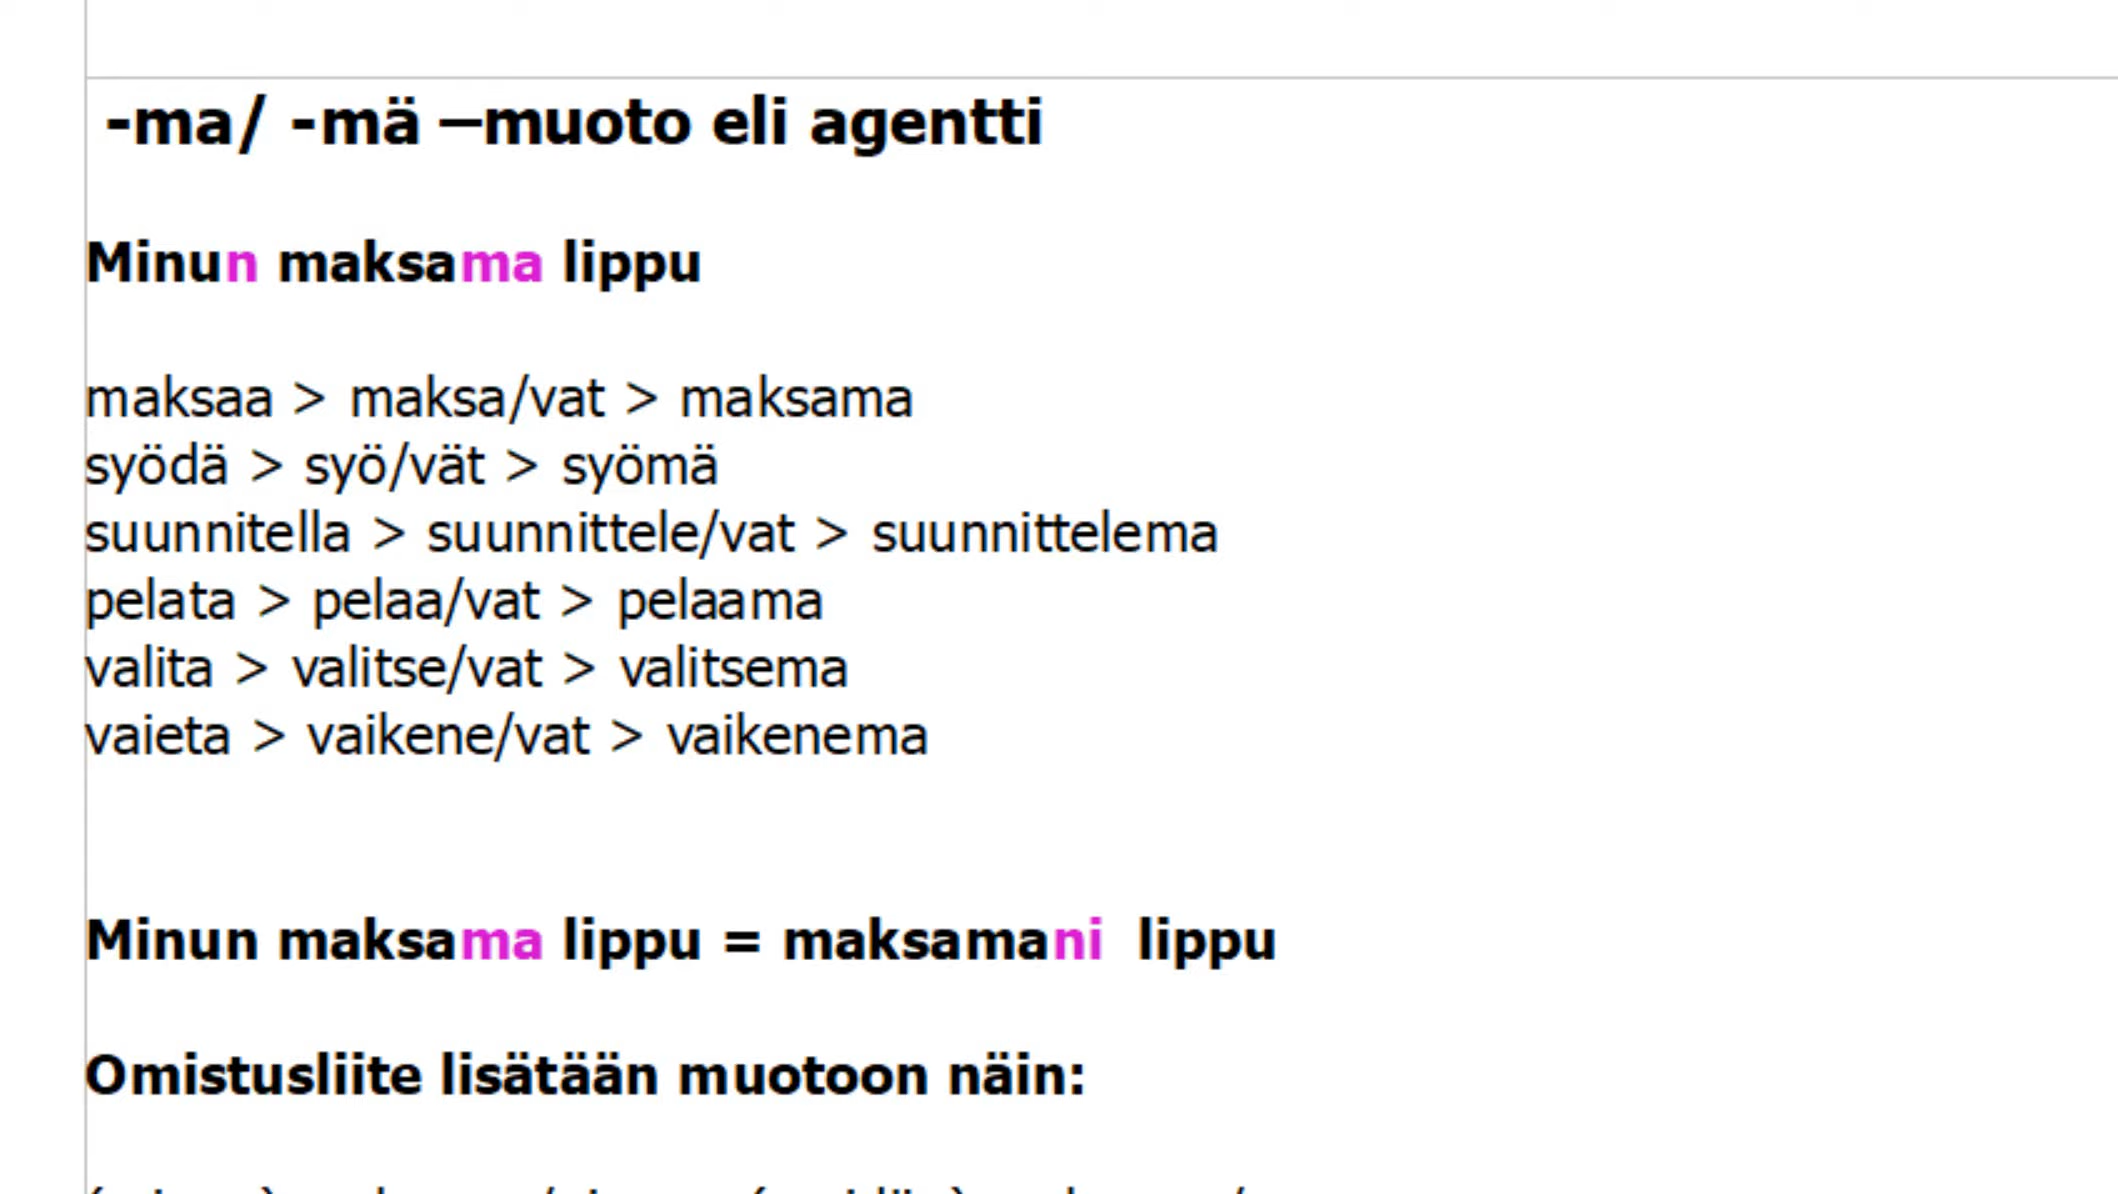 -ma/ -mä –muoto eli agentti
Minun maksama lippu
maksaa > maksa/vat > maksama
syödä > syö/vät > syömä
suunnitella > suunnittele/vat > suunnittelema
pelata > pelaa/vat > pelaama
valita > valitse/vat > valitsema
vaieta > vaikene/vat > vaikenema
Minun maksama lippu = maksamani lippu
Omistusliite lisätään muotoon näin: